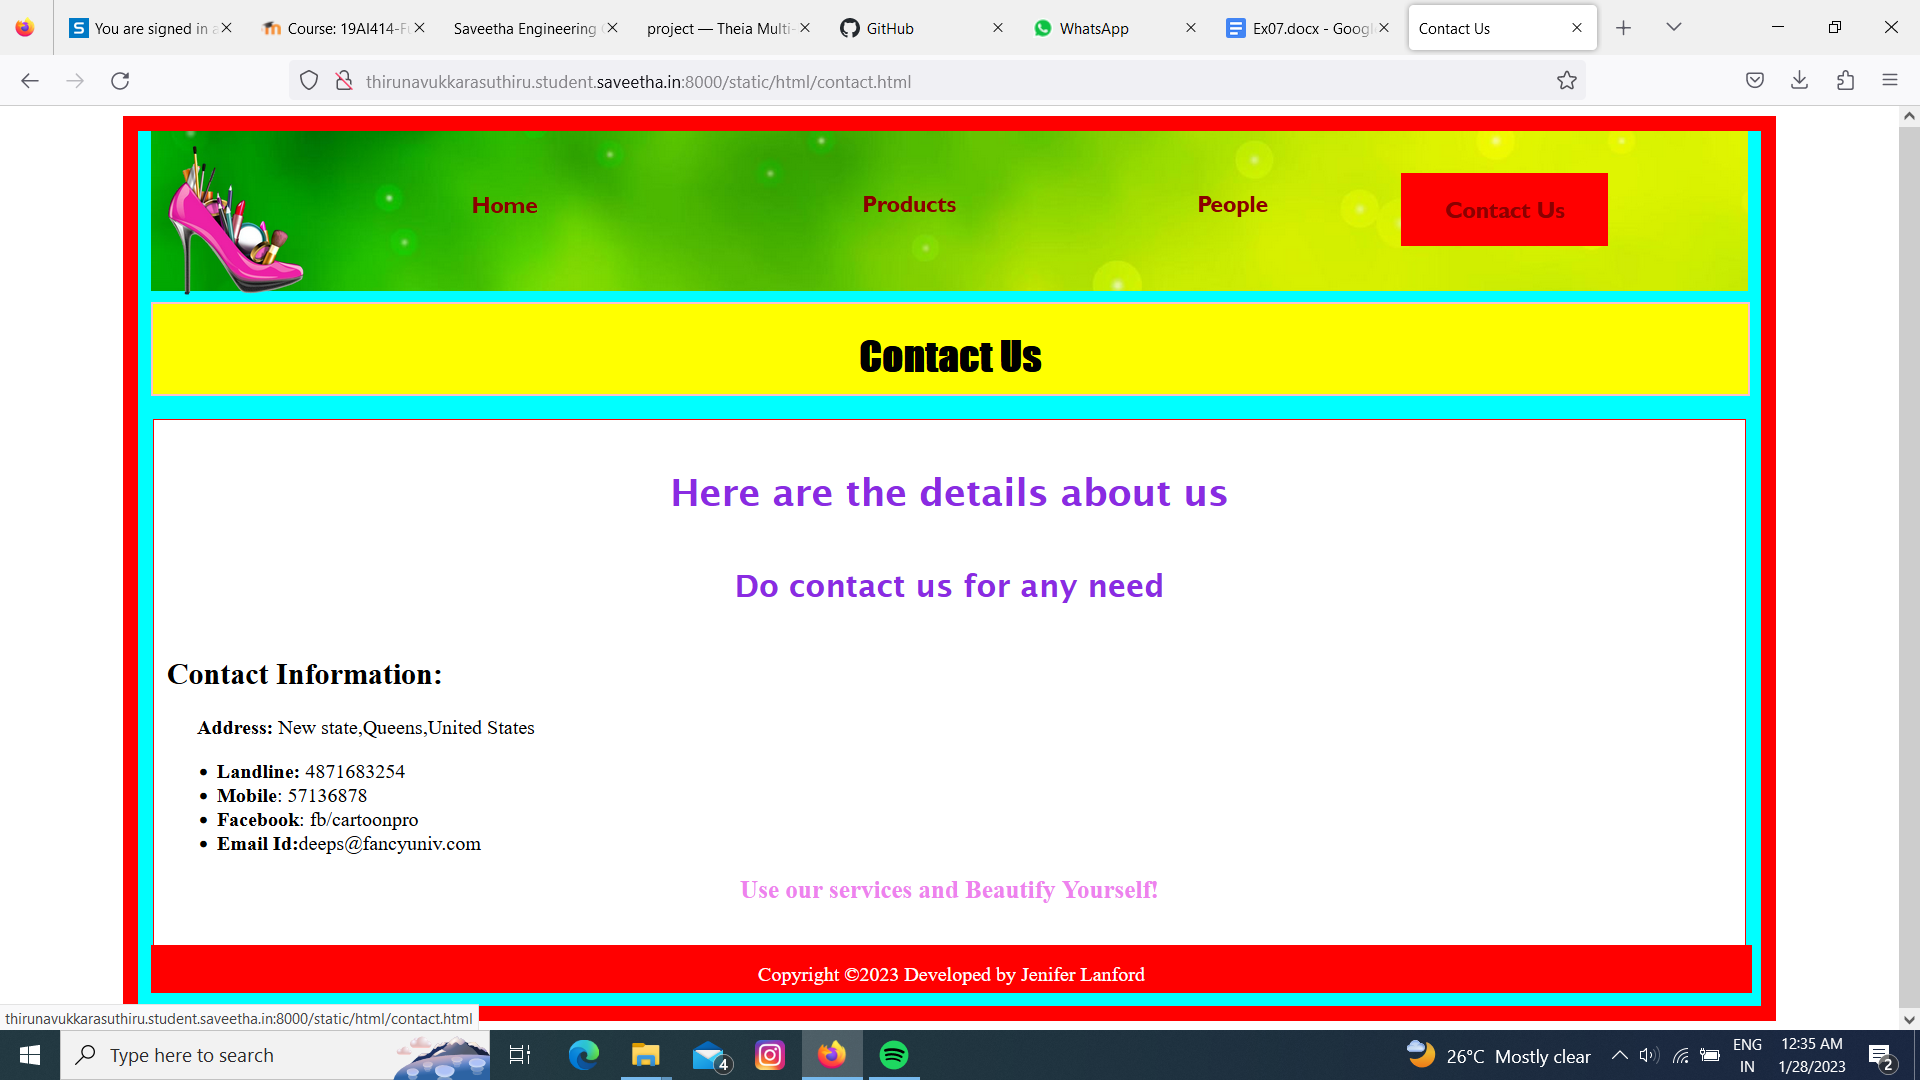 You are signed in a
Course: 19AI414-Fu
Saveetha Engineering C
project — Theia Multi-
GitHub
WhatsApp
Ex07.docx - Google
Contact Us
thirunavukkarasuthiru.student.saveetha.in:8000/static/html/contact.html
Home
Products
People
Contact Us
Contact Us
Here are the details about us
Do contact us for any need
Contact Information:
Address: New state,Queens,United States
Landline: 4871683254
Mobile: 57136878
Facebook: fb/cartoonpro
Email Id:deeps@fancyuniv.com
Use our services and Beautify Yourself!
Copyright ©2023 Developed by Jenifer Lanford
thirunavukkarasuthiru.student.saveetha.in:8000/static/html/contact.html
Type here to search
4
26°C Mostly clear
ENG
IN
12:35 AM
1/28/2023
2